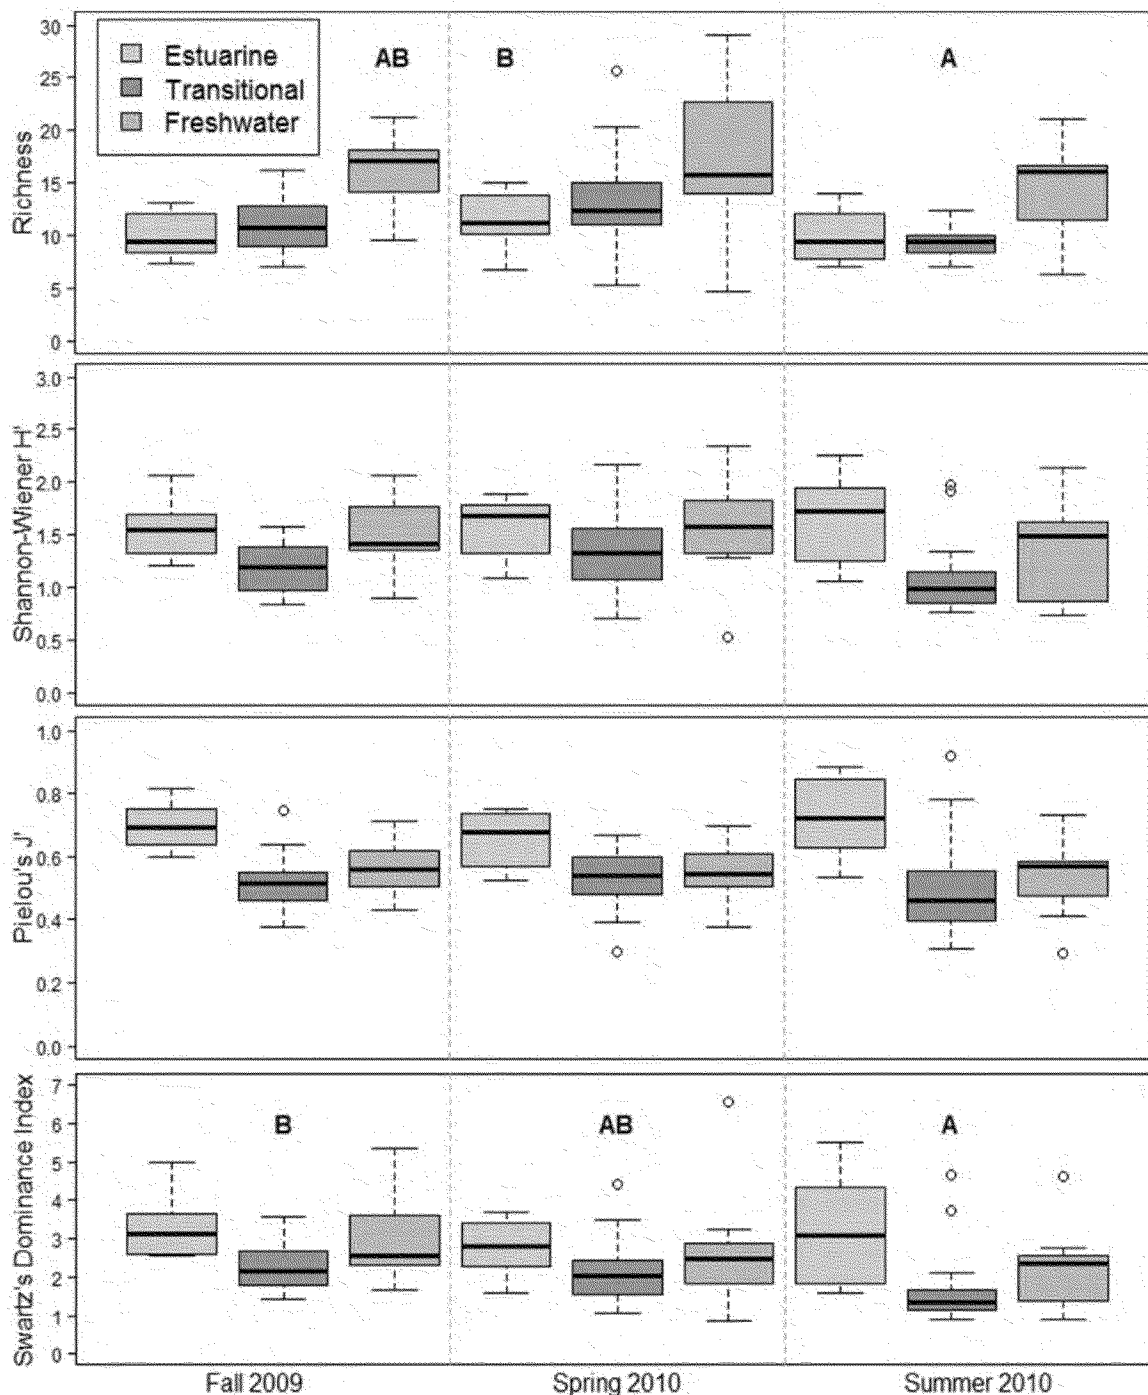 Richness
30
25
20
15
10
5
0
Estuarine
Transitional
Freshwater
AB
B
A
Shannon-Wiener H'
3.0
2.5
2.0
1.5
1.0
0.5
0.0
Pielou's J'
1.0
0.8
0.6
0.4
0.2
0.0
Swartz's Dominance Index
7
6
5
4
3
2
1
0
B
AB
A
Fall 2009
Spring 2010
Summer 2010